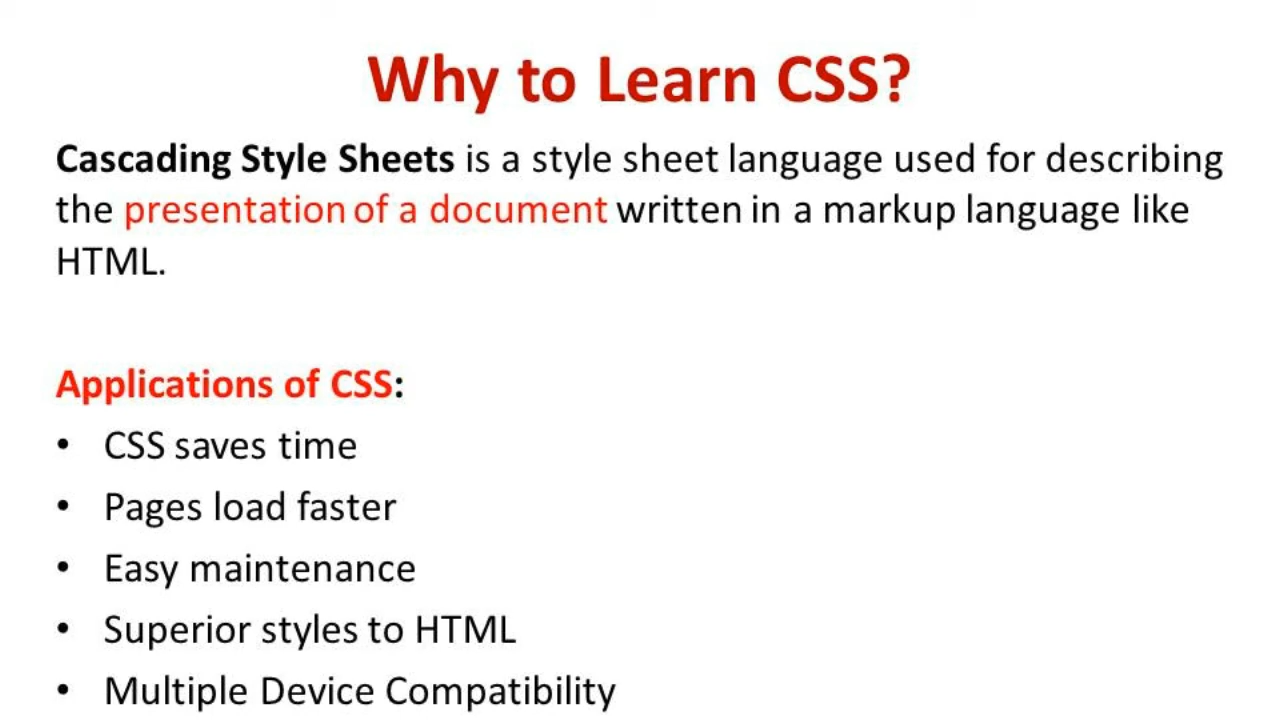 Why to Learn CSS?
Cascading Style Sheets is a style sheet language used for describing
the presentation of a document written in a markup language like
HTML.
Applications of CSS:
• CSS saves time
• Pages load faster
• Easy maintenance
• Superior styles to HTML
• Multiple Device Compatibility